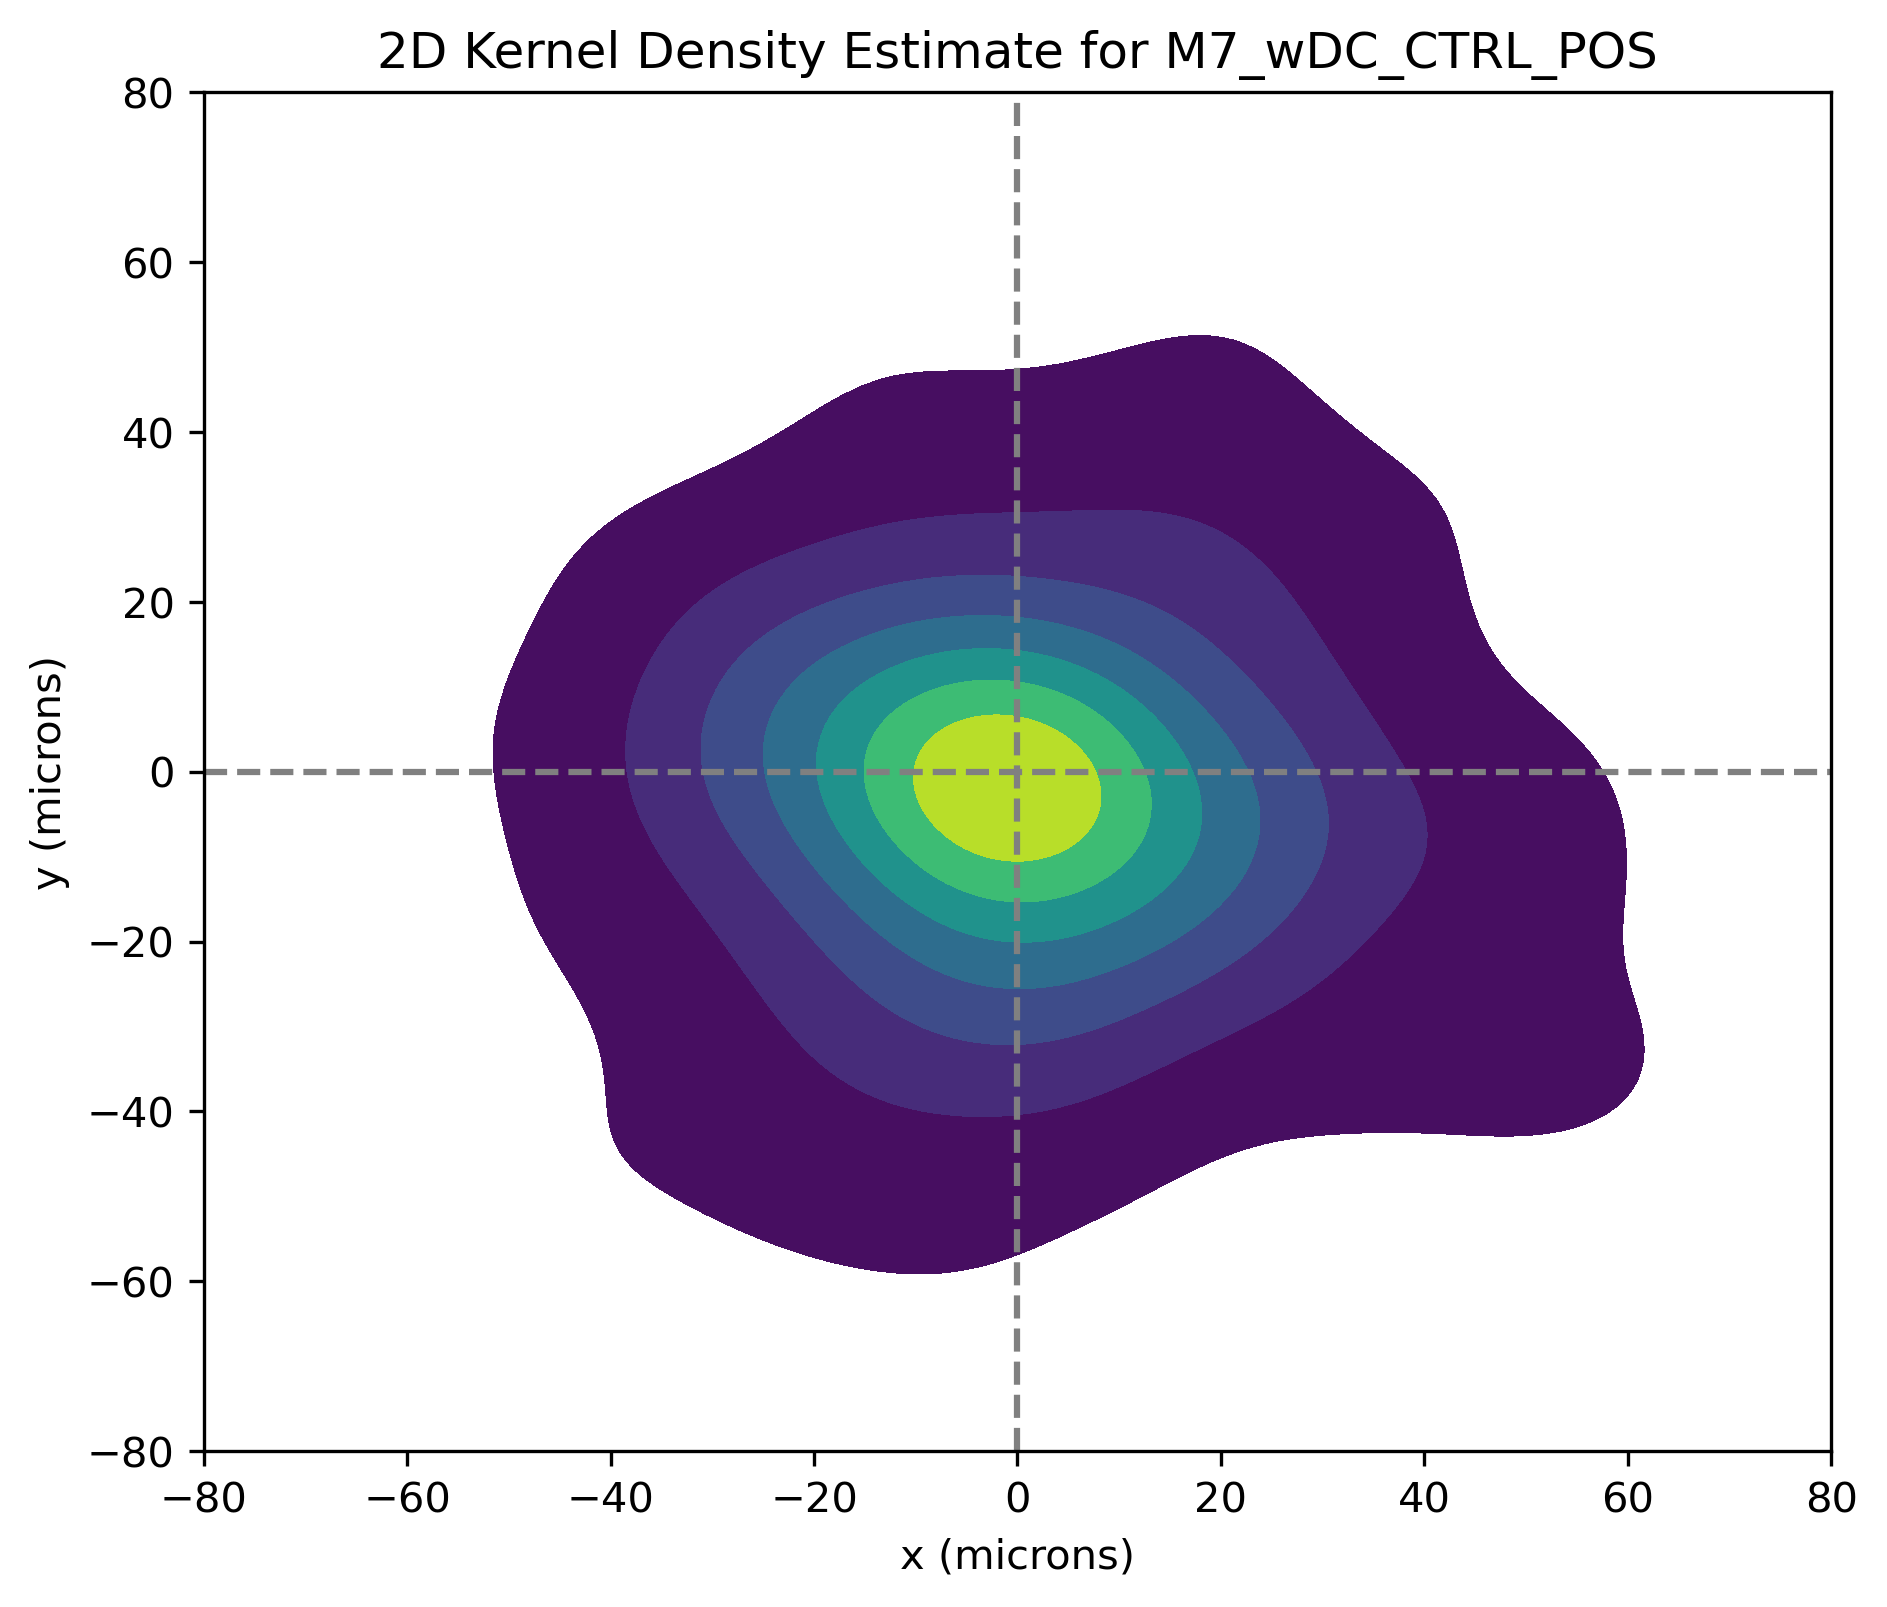 2D Kernel Density Estimate for M7_wDC_CTRL_POS
80
60
40
20
0
−20
−40
−60
−80
y (microns)
−80 −60 −40 −20 0 20 40 60 80
x (microns)